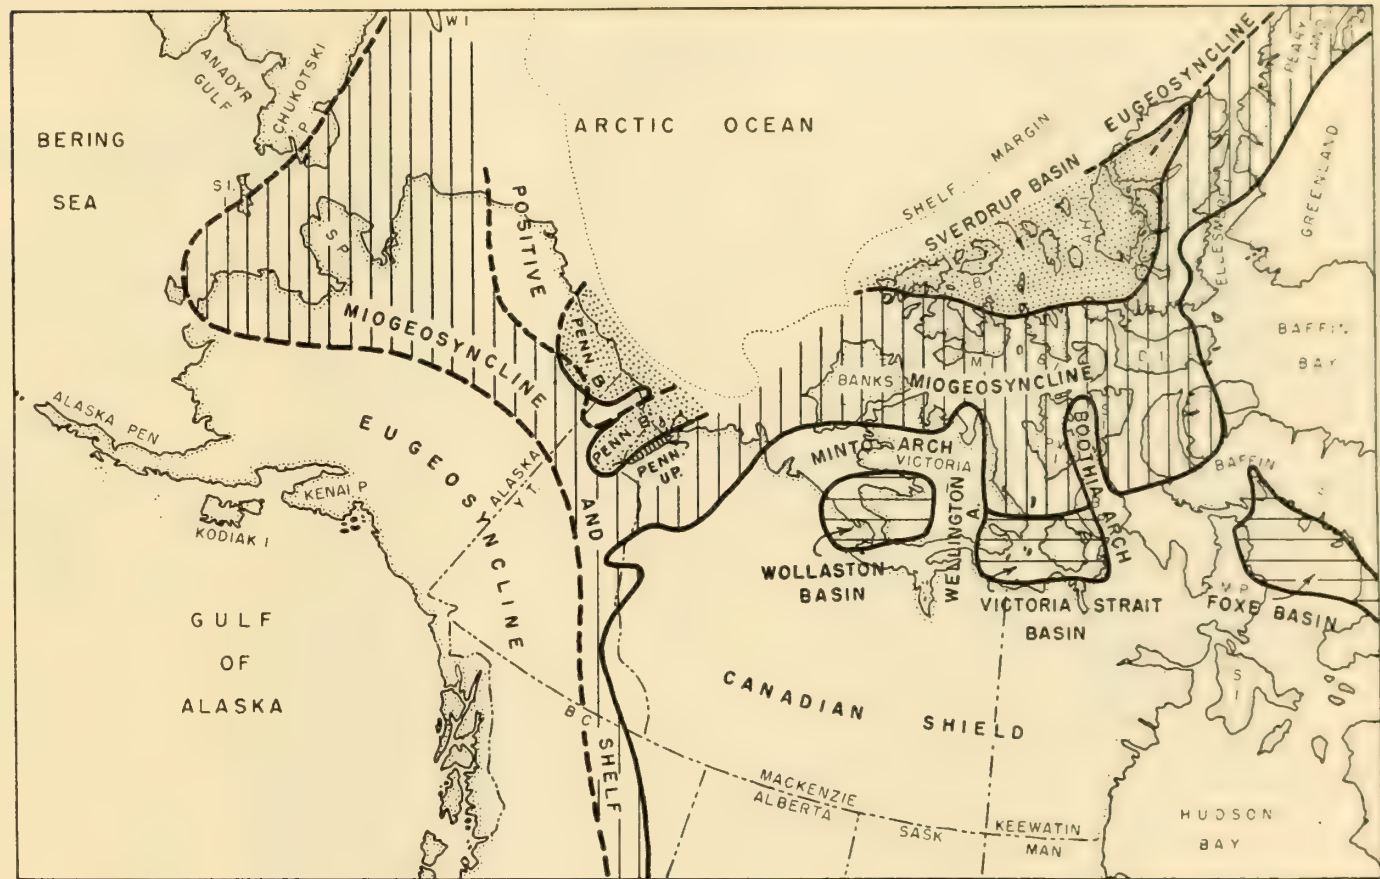 W I
ANADYR
GULF
CHUKOTSKI
P
BERING
SEA
S I.
S P
ARCTIC OCEAN
POSITIVE
SHELF MARGIN
EUGEOSYNCLINE
SVERDRUP BASIN
PEARY
LAND
GREENLAND
A H
B I
BAFFIN
BAY
MIOGEOSYNCLINE
PENN. B.
PENN. B.
PENN.
UP.
AND
SHELF
BANKS
MIOGEOSYNCLINE
M
D I
MINTO ARCH
VICTORIA
BOOTHIA ARCH
WELLINGTON
A.
BAFFIN
ALASKA PEN
KENAI P
KODIAK I
EUGEOSYNCLINE
ALASKA
Y T.
WOLLASTON
BASIN
VICTORIA STRAIT
BASIN
M P
FOXE BASIN
S
I
GULF
OF
ALASKA
B C
CANADIAN SHIELD
MACKENZIE
ALBERTA
SASK
KEEWATIN
MAN
HUDSON
BAY